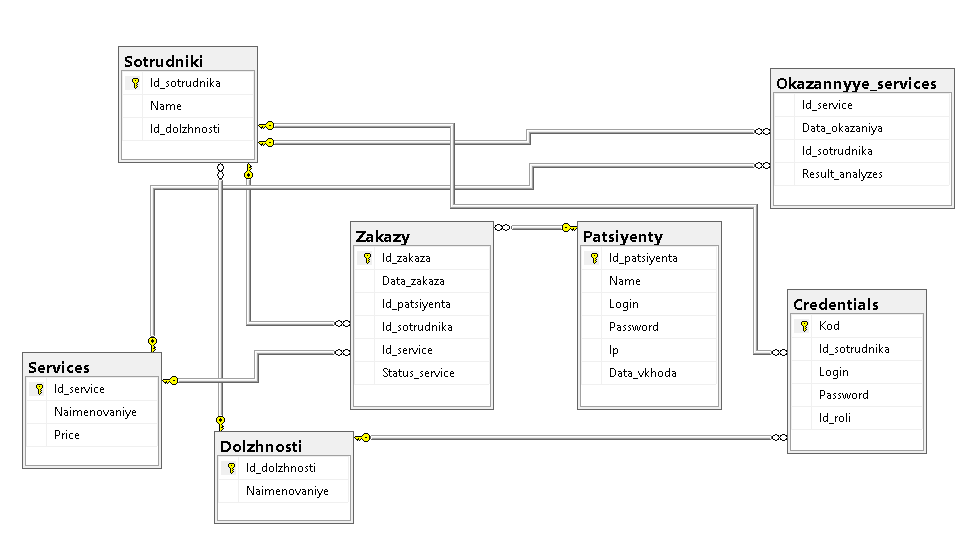 Sotrudniki
Id_sotrudnika
Name
Id_dolzhnosti
Okazannyye_services
Id_service
Data_okazaniya
Id_sotrudnika
Result_analyzes
Zakazy
Id_zakaza
Data_zakaza
Id_patsiyenta
Id_sotrudnika
Id_service
Status_service
Patsiyenty
Id_patsiyenta
Name
Login
Password
Ip
Data_vkhoda
Credentials
Kod
Id_sotrudnika
Login
Password
Id_roli
Services
Id_service
Naimenovaniye
Price
Dolzhnosti
Id_dolzhnosti
Naimenovaniye